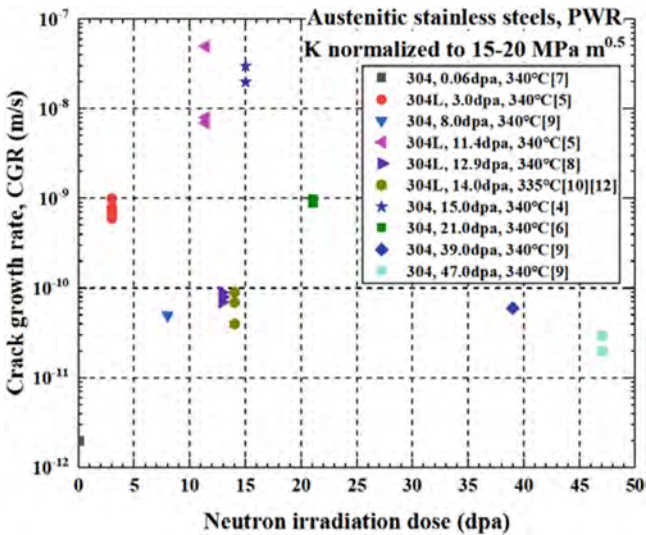 Austenitic stainless steels, PWR
K normalized to 15-20 MPa m^0.5
304, 0.06dpa, 340°C[7]
304L, 3.0dpa, 340°C[5]
304, 8.0dpa, 340°C[9]
304L, 11.4dpa, 340°C[5]
304L, 12.9dpa, 340°C[8]
304L, 14.0dpa, 335°C[10][12]
304, 15.0dpa, 340°C[4]
304, 21.0dpa, 340°C[6]
304, 39.0dpa, 340°C[9]
304, 47.0dpa, 340°C[9]
Crack growth rate, CGR (m/s)
10^-7
10^-8
10^-9
10^-10
10^-11
10^-12
0 5 10 15 20 25 30 35 40 45 50
Neutron irradiation dose (dpa)